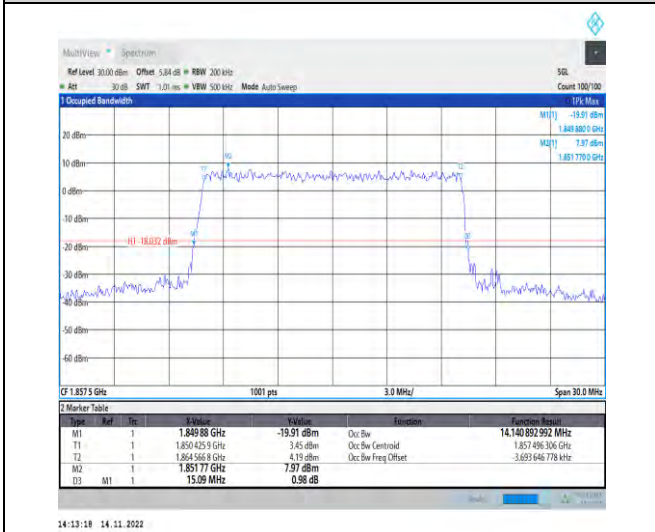 MultiView Spectrum
Ref Level 30.00 dBm Offset 5.84 dB RBW 200 kHz SGL
Att 30 dB SWT 1.01 ms VBW 500 kHz Mode Auto Sweep Count 100/100
1 Occupied Bandwidth 1Pk Max
M1[1] -19.91 dBm
1.849 880 0 GHz
M2[1] 7.97 dBm
1.851 770 0 GHz
20 dBm
10 dBm
M2
T1
T2
0 dBm
-10 dBm
M1
D3
H1 -18.032 dBm
-20 dBm
-30 dBm
-40 dBm
-50 dBm
-60 dBm
CF 1.857 5 GHz 1001 pts 3.0 MHz/ Span 30.0 MHz
2 Marker Table
Type Ref Trc X-Value Y-Value Function Function Result
M1 1 1.849 88 GHz -19.91 dBm Occ Bw 14.140 892 992 MHz
T1 1 1.850 425 9 GHz 3.45 dBm Occ Bw Centroid 1.857 496 306 GHz
T2 1 1.864 566 8 GHz 4.19 dBm Occ Bw Freq Offset -3.693 646 778 kHz
M2 1 1.851 77 GHz 7.97 dBm
D3 M1 1 15.09 MHz 0.98 dB
14:13:18 14.11.2022